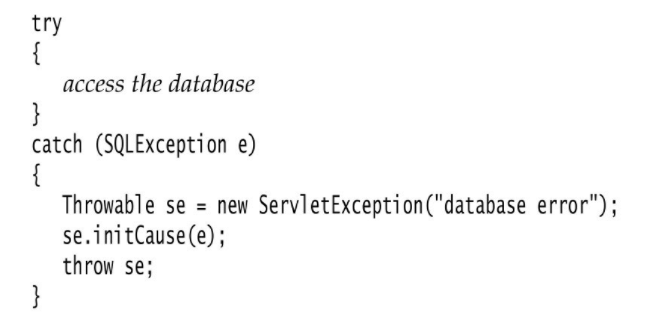 try
{
access the database
}
catch (SQLException e)
{
Throwable se = new ServletException("database error");
se.initCause(e);
throw se;
}